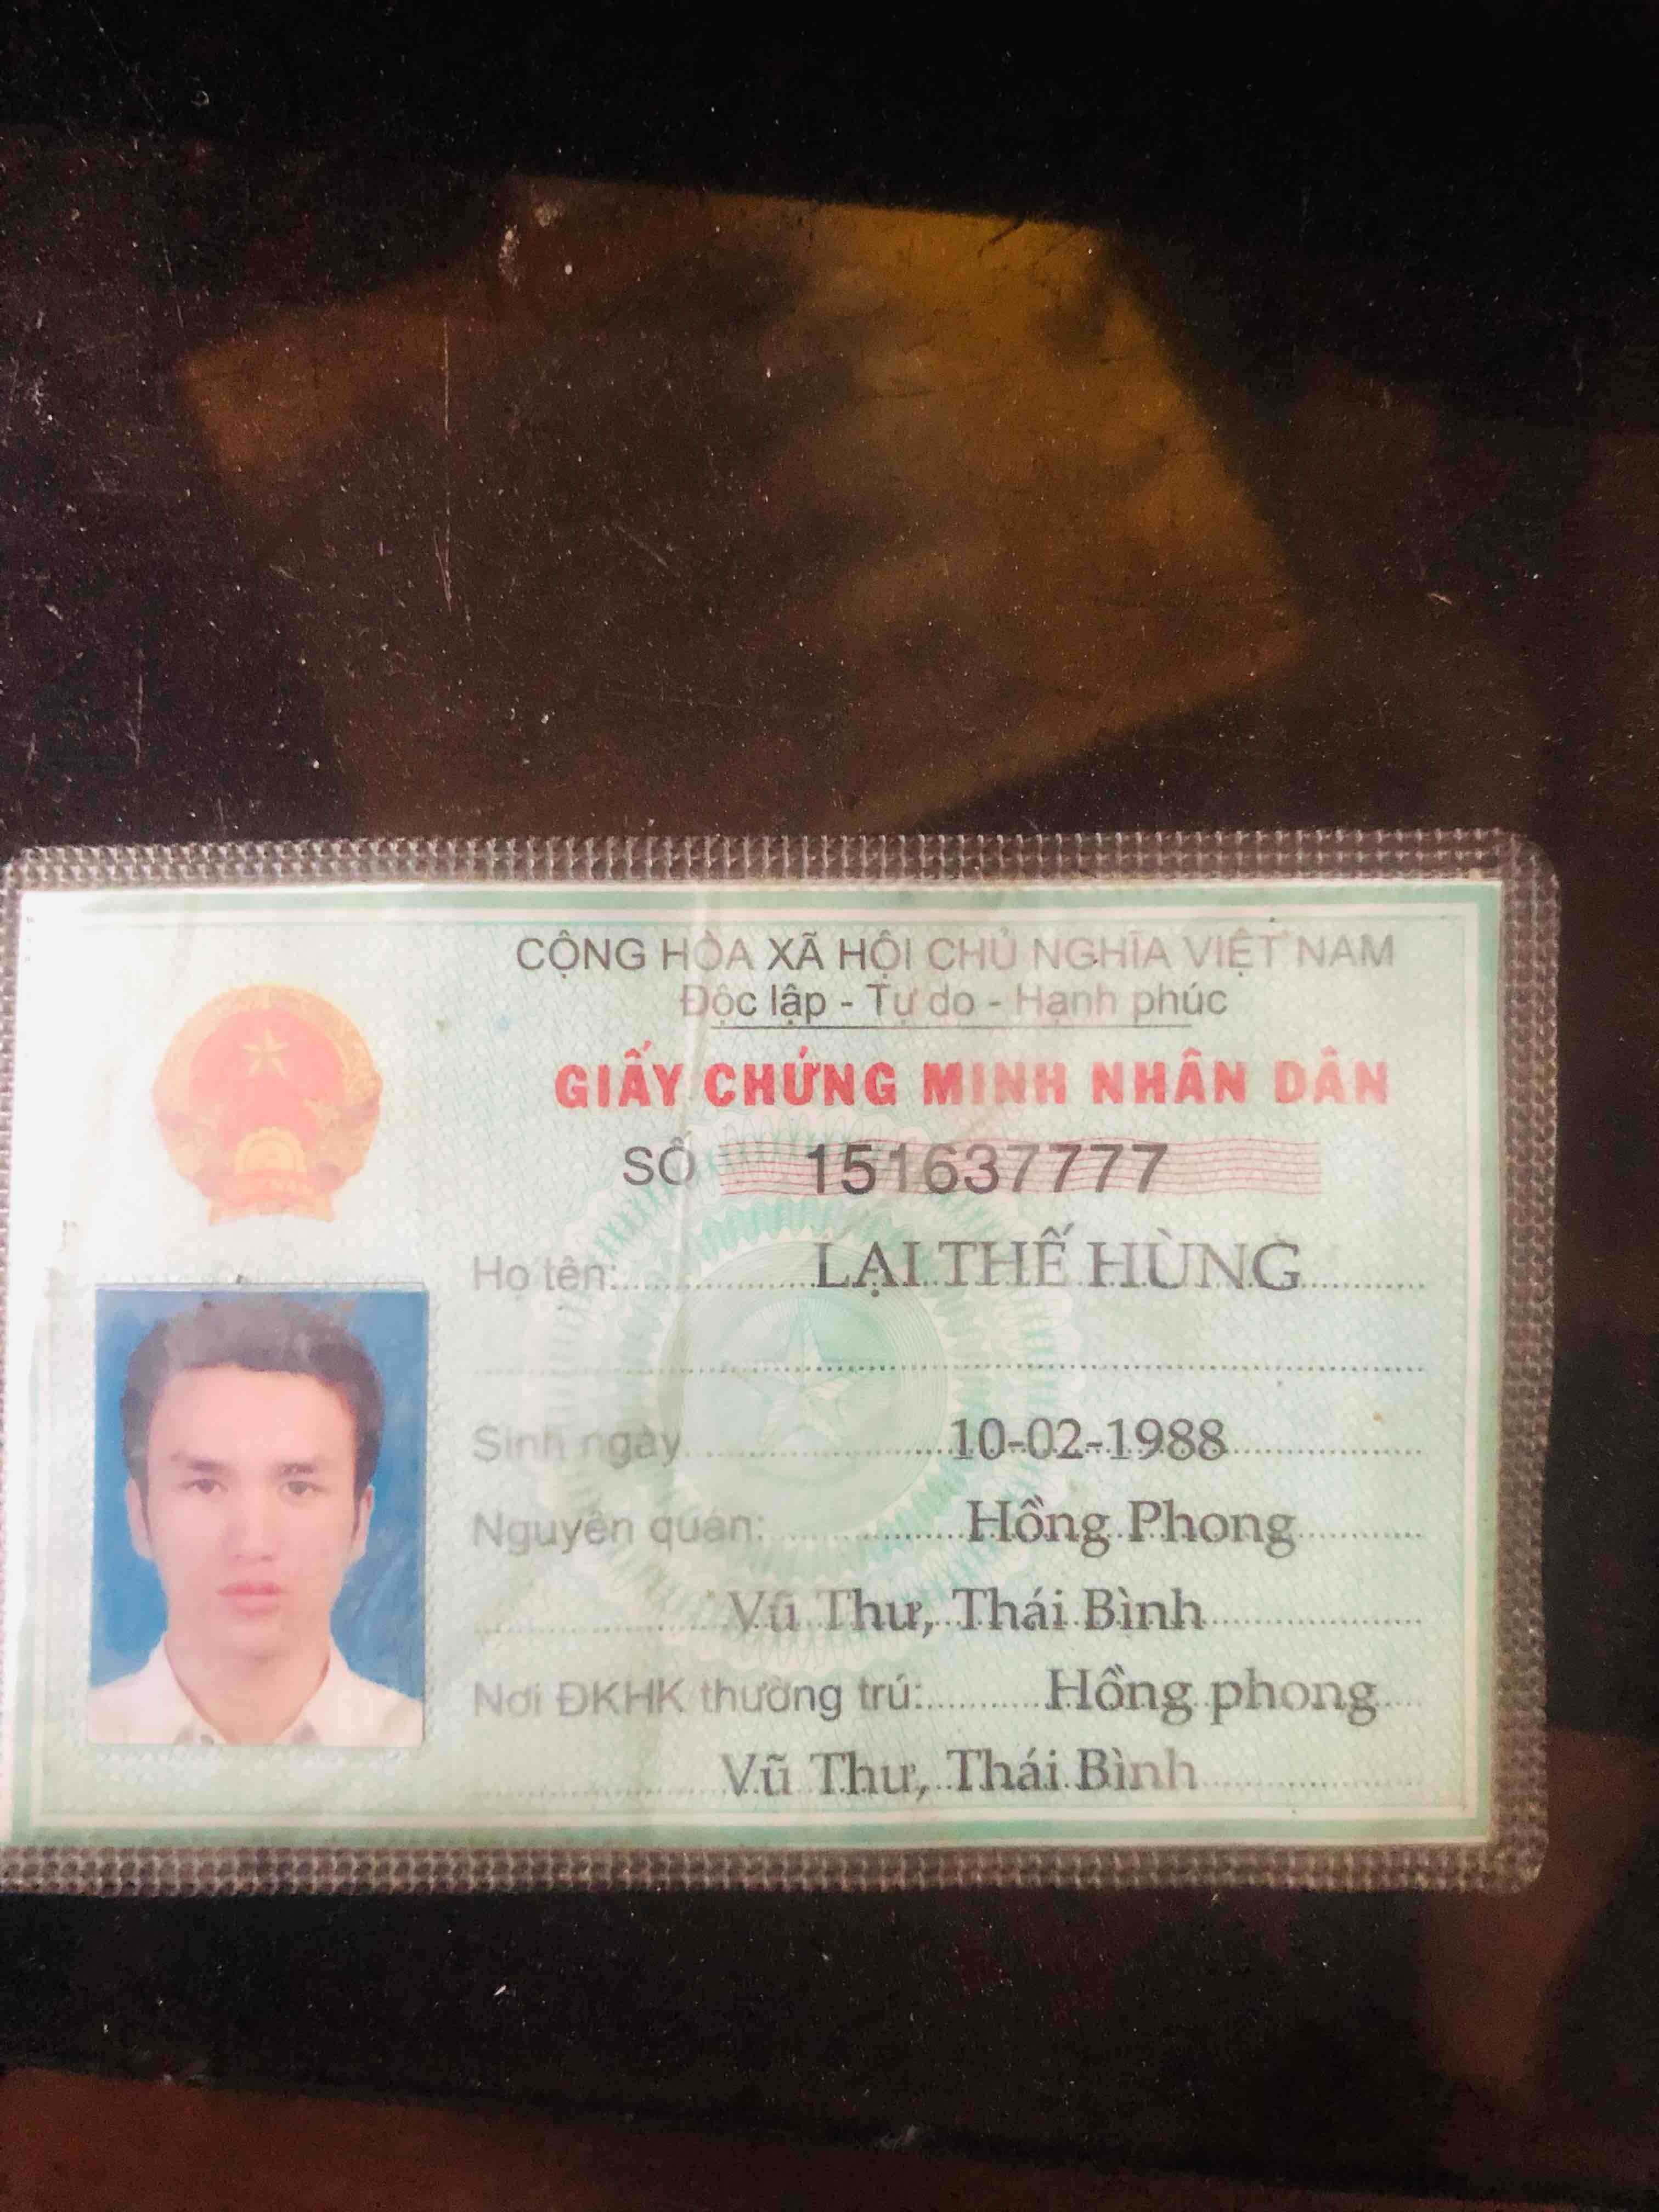 CỘNG HÒA XÃ HỘI CHỦ NGHĨA VIỆT NAM
Độc lập - Tự do - Hạnh phúc
GIẤY CHỨNG MINH NHÂN DÂN
SỐ 151637777
Họ tên: LẠI THẾ HÙNG
Sinh ngày 10-02-1988
Nguyên quán: Hồng Phong
Vũ Thư, Thái Bình
Nơi ĐKHK thường trú: Hồng phong
Vũ Thư, Thái Bình